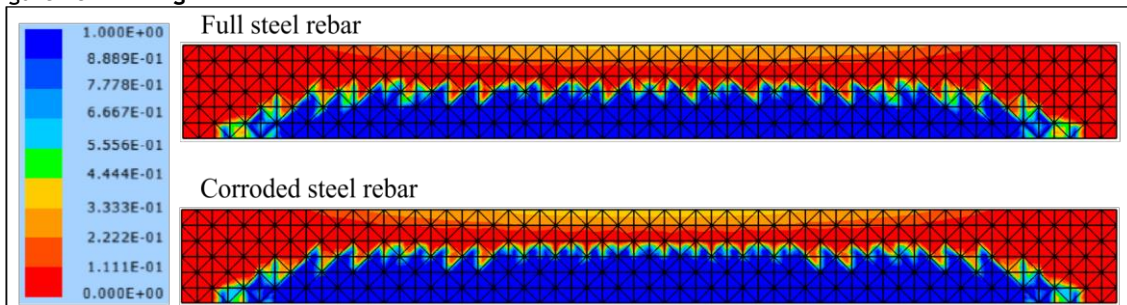 Full steel rebar
1.000E+00
8.889E-01
7.778E-01
6.667E-01
5.556E-01
4.444E-01
3.333E-01
2.222E-01
1.111E-01
0.000E+00
Corroded steel rebar